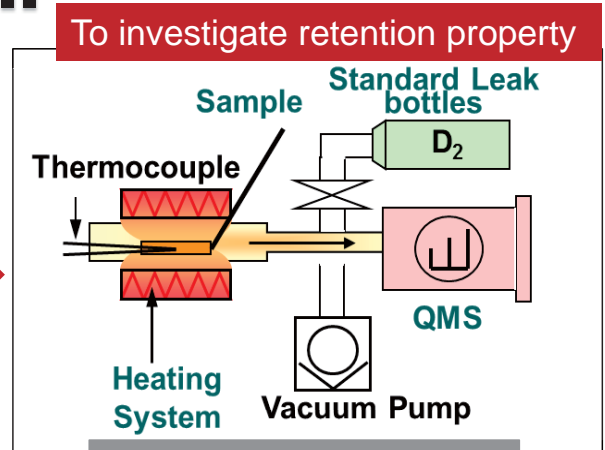 To investigate retention property
Standard Leak
bottles
Sample
D₂
Thermocouple
QMS
Heating
System
Vacuum Pump